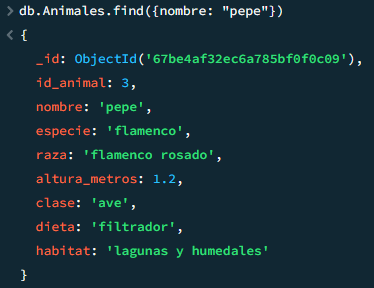 > db.Animales.find({nombre: "pepe"})
< {
_id: ObjectId('67be4af32ec6a785bf0f0c09'),
id_animal: 3,
nombre: 'pepe',
especie: 'flamenco',
raza: 'flamenco rosado',
altura_metros: 1.2,
clase: 'ave',
dieta: 'filtrador',
habitat: 'lagunas y humedales'
}